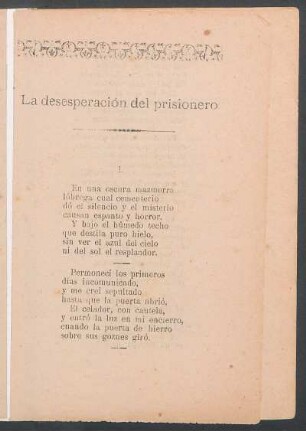 La desesperación del prisionero
I.
En una oscura mazmorra
lóbrega cual cementerio
dó el silencio y el misterio
causan espanto y horror.
Y bajo el húmedo techo
que destila puro hielo,
sin ver el azul del cielo
ni del sol el resplandor.
Permanecí los primeros
días incomunicado,
y me creí sepultado
hasta que la puerta abrió,
El celador, con cautela,
y entró la luz en mi encierro,
cuando la puerta de hierro
sobre sus goznes giró.